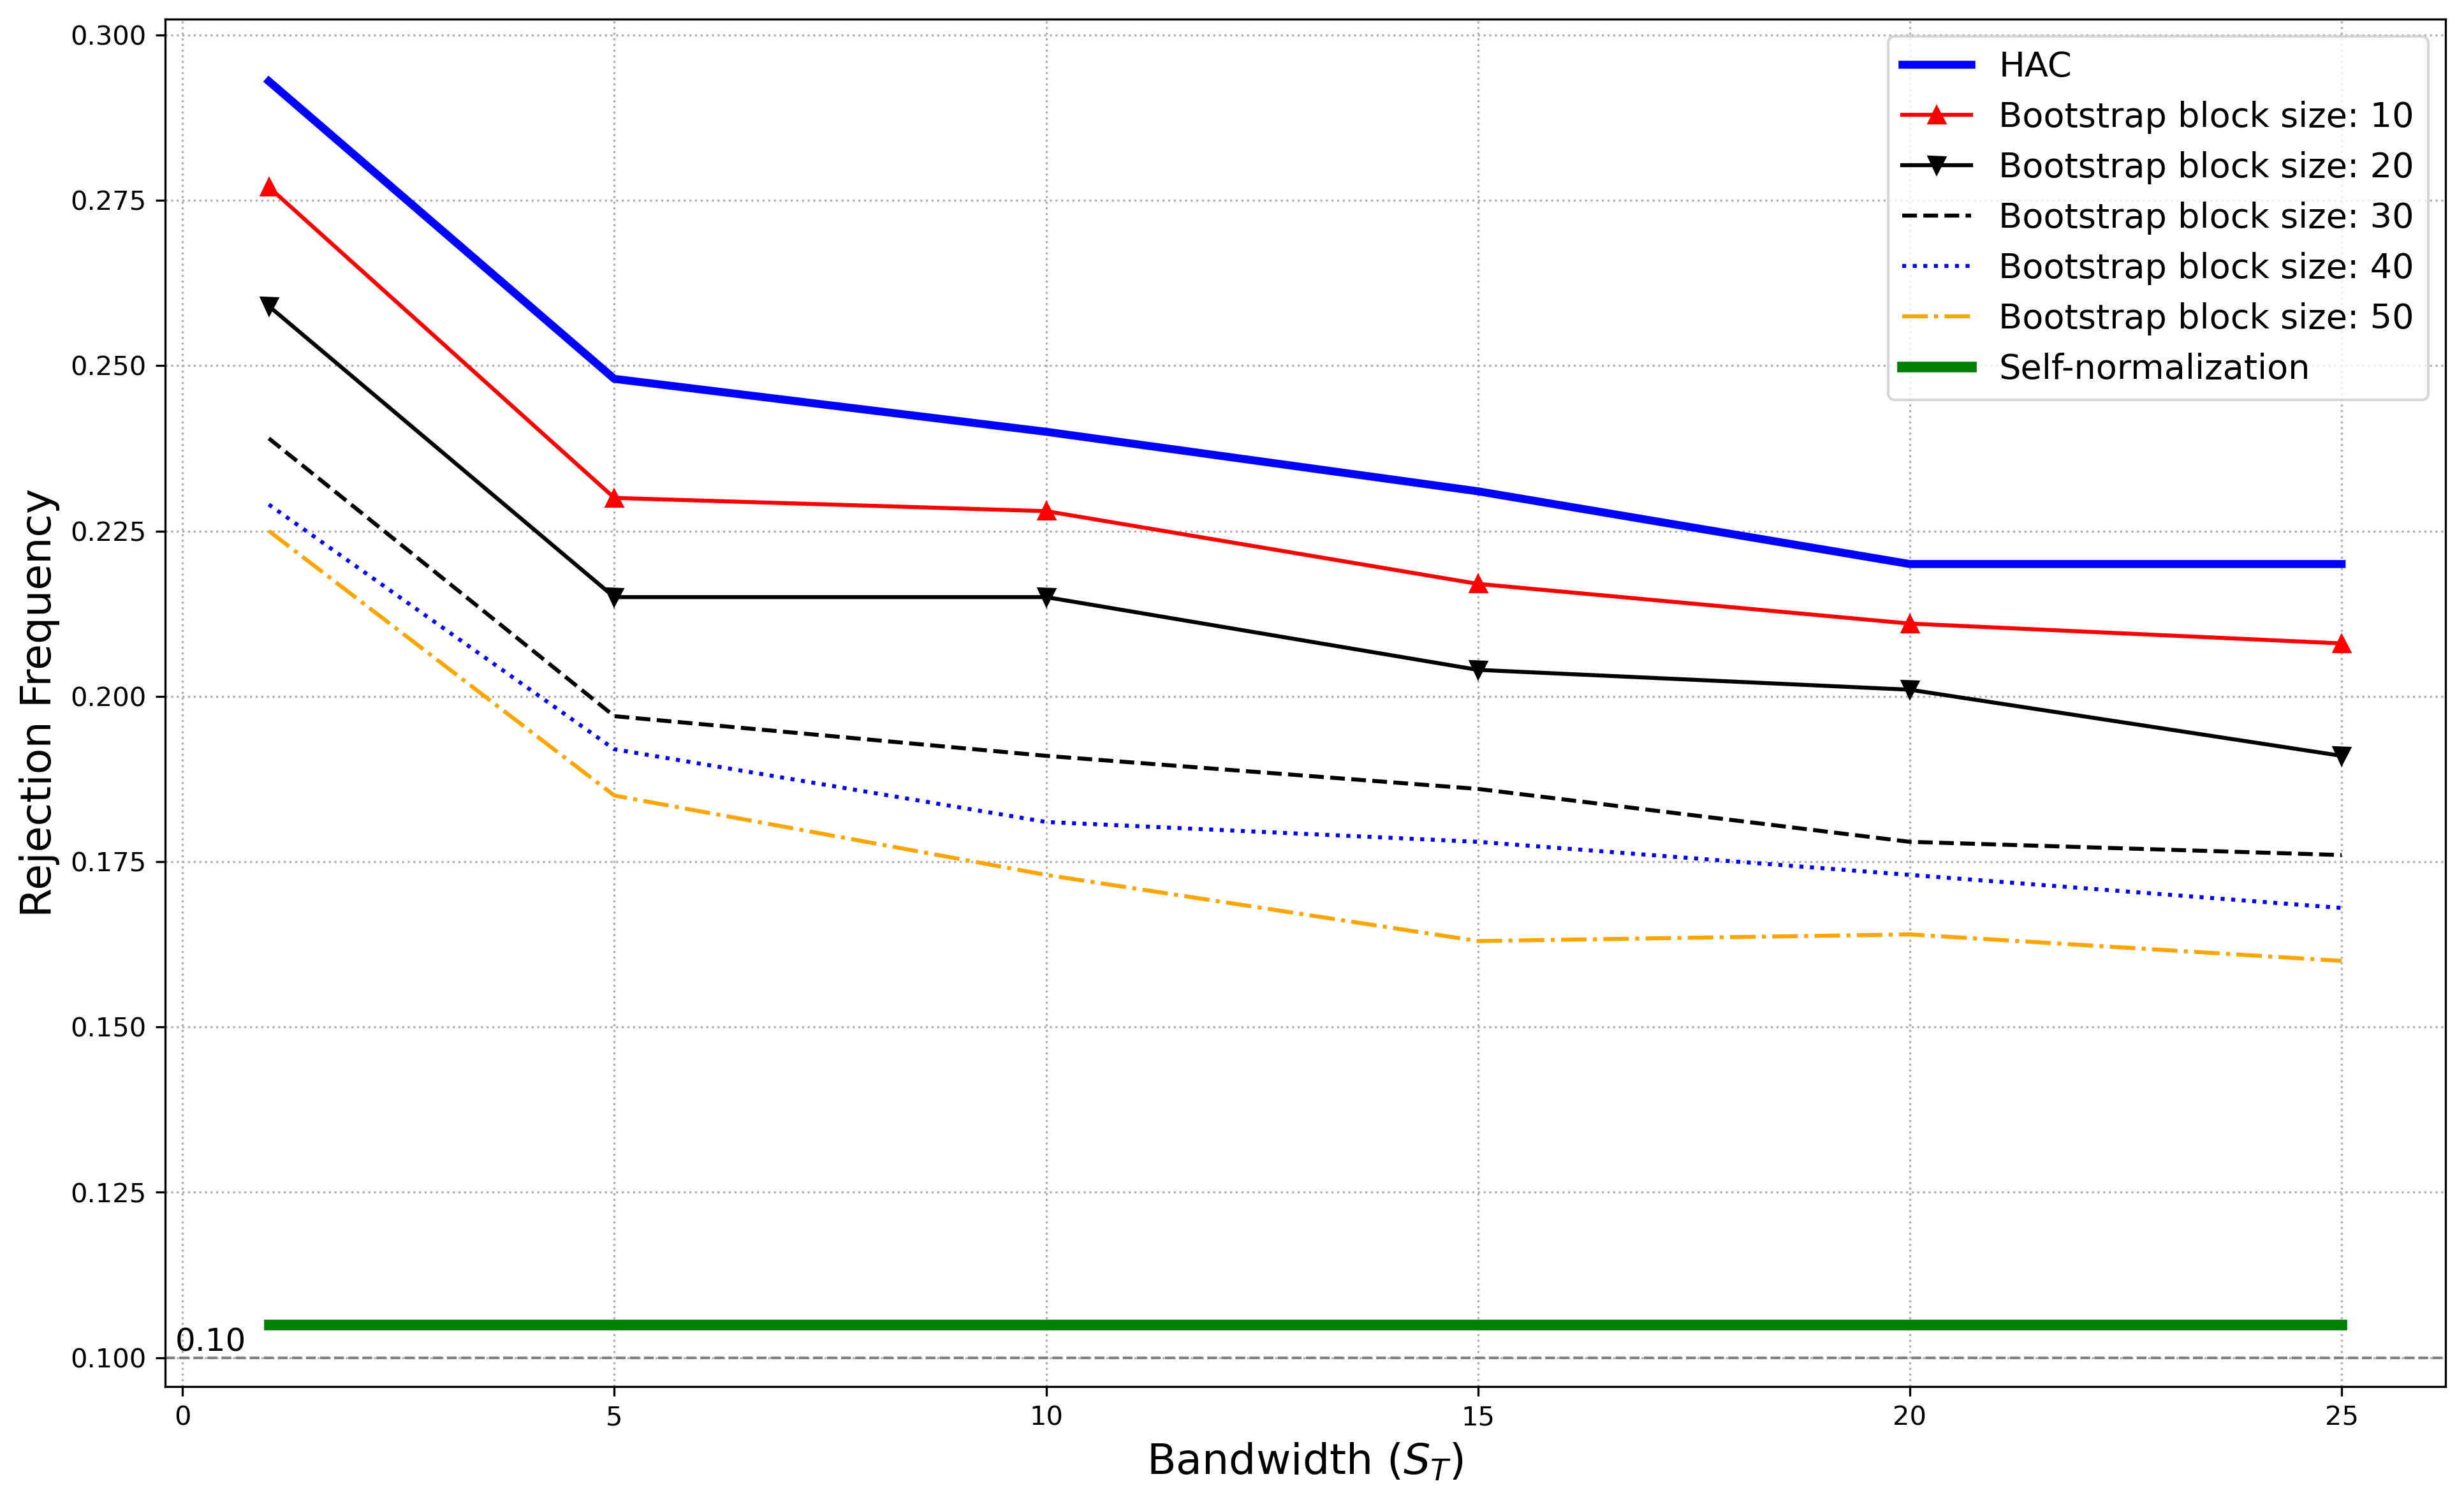 0.300
0.275
0.250
0.225
0.200
0.175
0.150
0.125
0.100
Rejection Frequency
HAC
Bootstrap block size: 10
Bootstrap block size: 20
Bootstrap block size: 30
Bootstrap block size: 40
Bootstrap block size: 50
Self-normalization
0.10
0 5 10 15 20 25
Bandwidth (S_T)